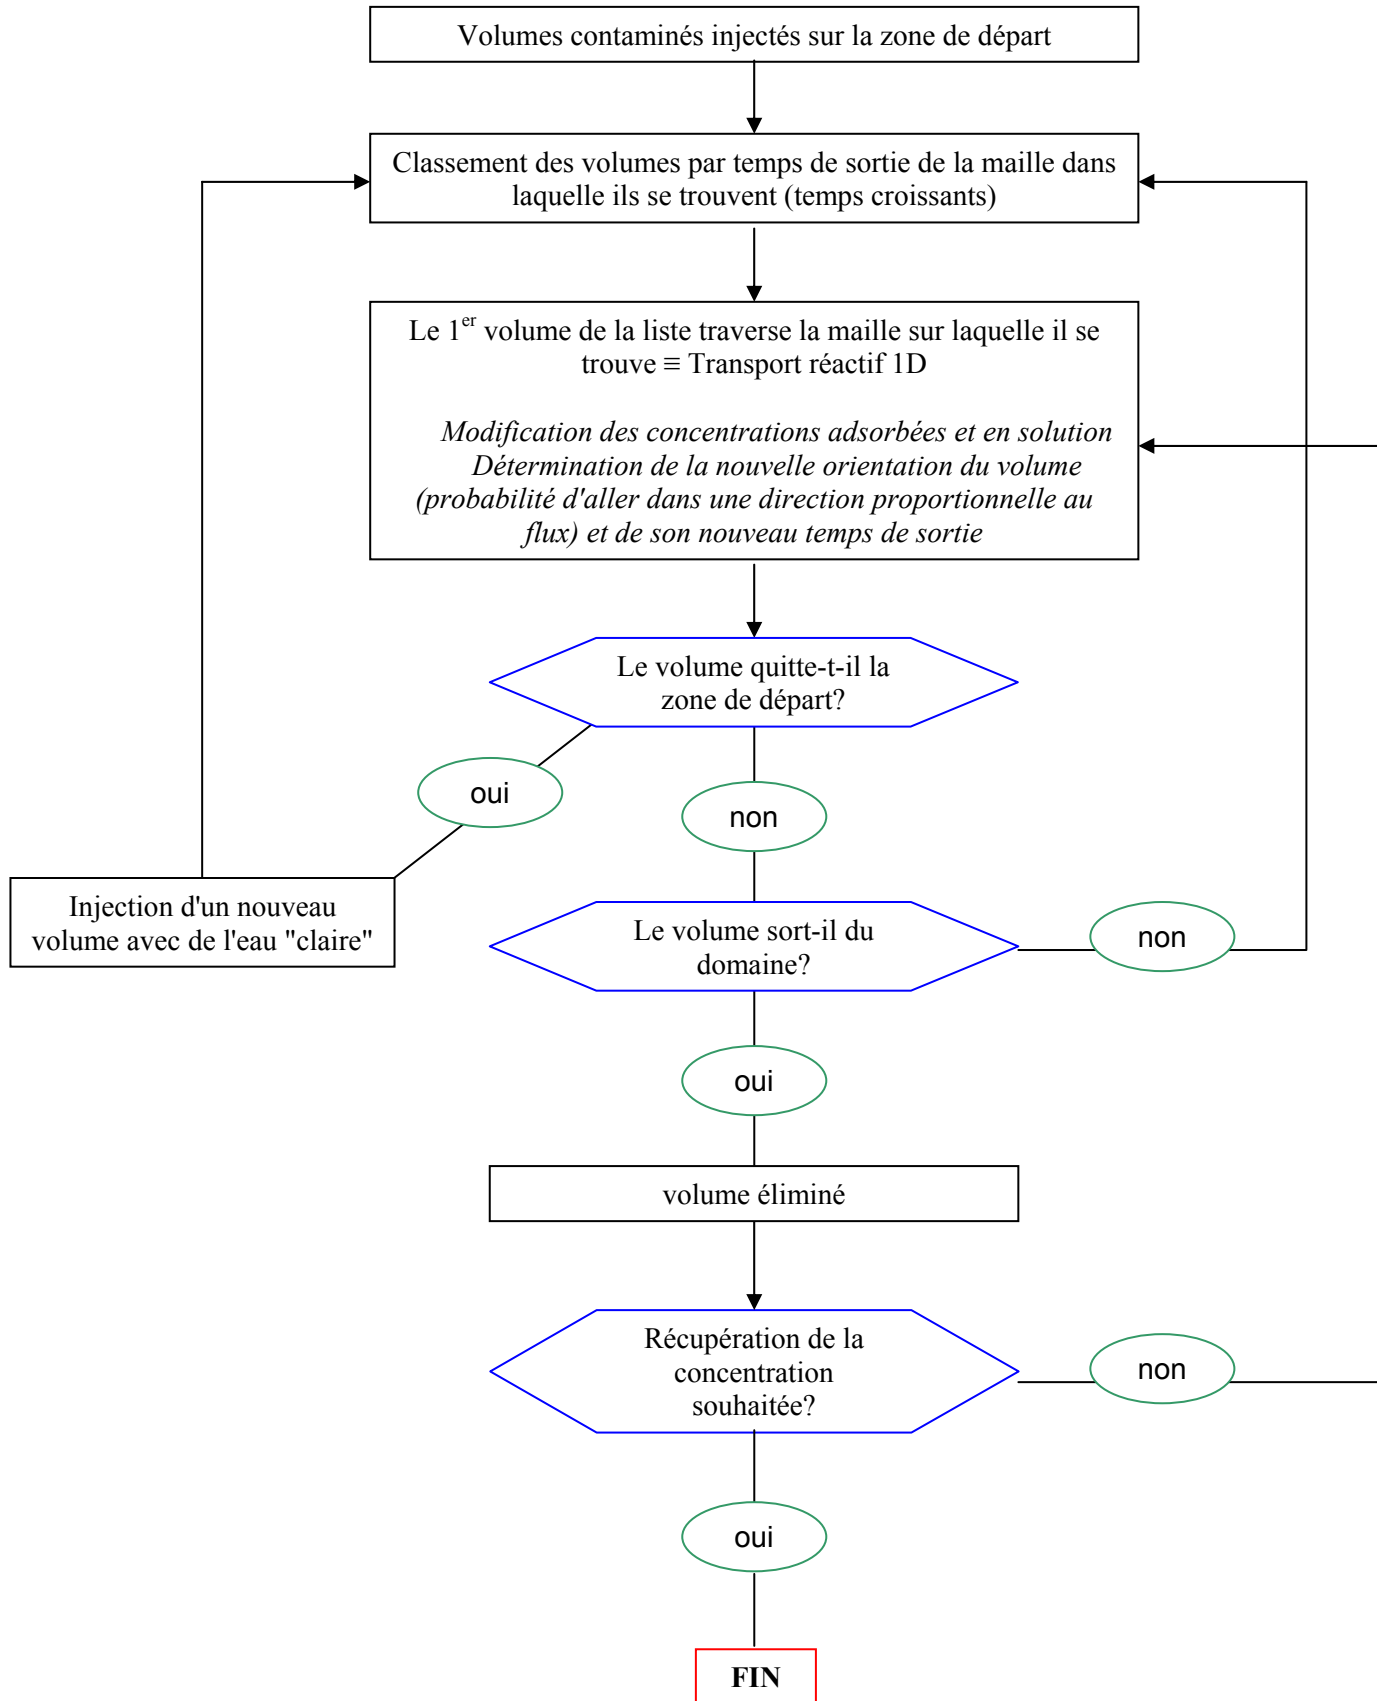 Volumes contaminés injectés sur la zone de départ
Classement des volumes par temps de sortie de la maille dans
laquelle ils se trouvent (temps croissants)
Le 1er volume de la liste traverse la maille sur laquelle il se
trouve ≡ Transport réactif 1D
Modification des concentrations adsorbées et en solution
Détermination de la nouvelle orientation du volume
(probabilité d'aller dans une direction proportionnelle au
flux) et de son nouveau temps de sortie
Le volume quitte-t-il la
zone de départ?
oui
non
Injection d'un nouveau
volume avec de l'eau "claire"
Le volume sort-il du
domaine?
non
oui
volume éliminé
Récupération de la
concentration
souhaitée?
non
oui
FIN